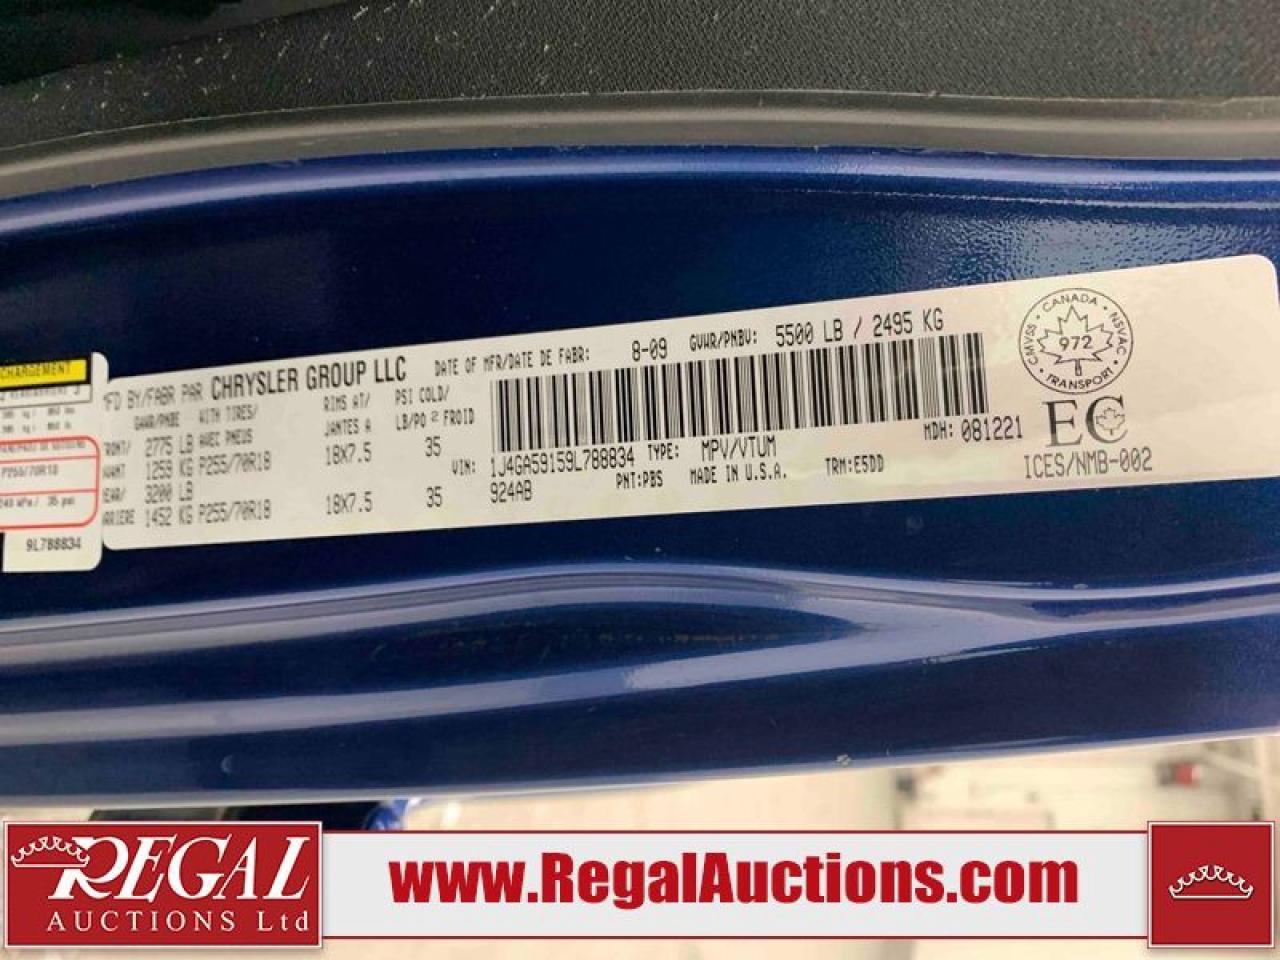 CHARGEMENT
P255/70R18
240 kPa / 35 psi
9L788834
MFD BY/FABR PAR CHRYSLER GROUP LLC DATE OF MFR/DATE DE FABR: 8-09 GVWR/PNBV: 5500 LB / 2495 KG
GAWR/PNBE WITH TIRES/ RIMS AT/ PSI COLD/
AVEC PNEUS JANTES A LB/PO² FROID
FRONT/ 2775 LB
AVANT 1259 KG P255/70R18 18X7.5 35
REAR/ 3200 LB
ARRIERE 1452 KG P255/70R18 18X7.5 35
MDH: 081221
VIN: 1J4GA59159L788834 TYPE: MPV/VTUM
924AB PNT:PBS MADE IN U.S.A. TRM:E5DD
CANADA
CMVSS 972 NSVAC
TRANSPORT
EC
ICES/NMB-002
REGAL
AUCTIONS Ltd
www.RegalAuctions.com